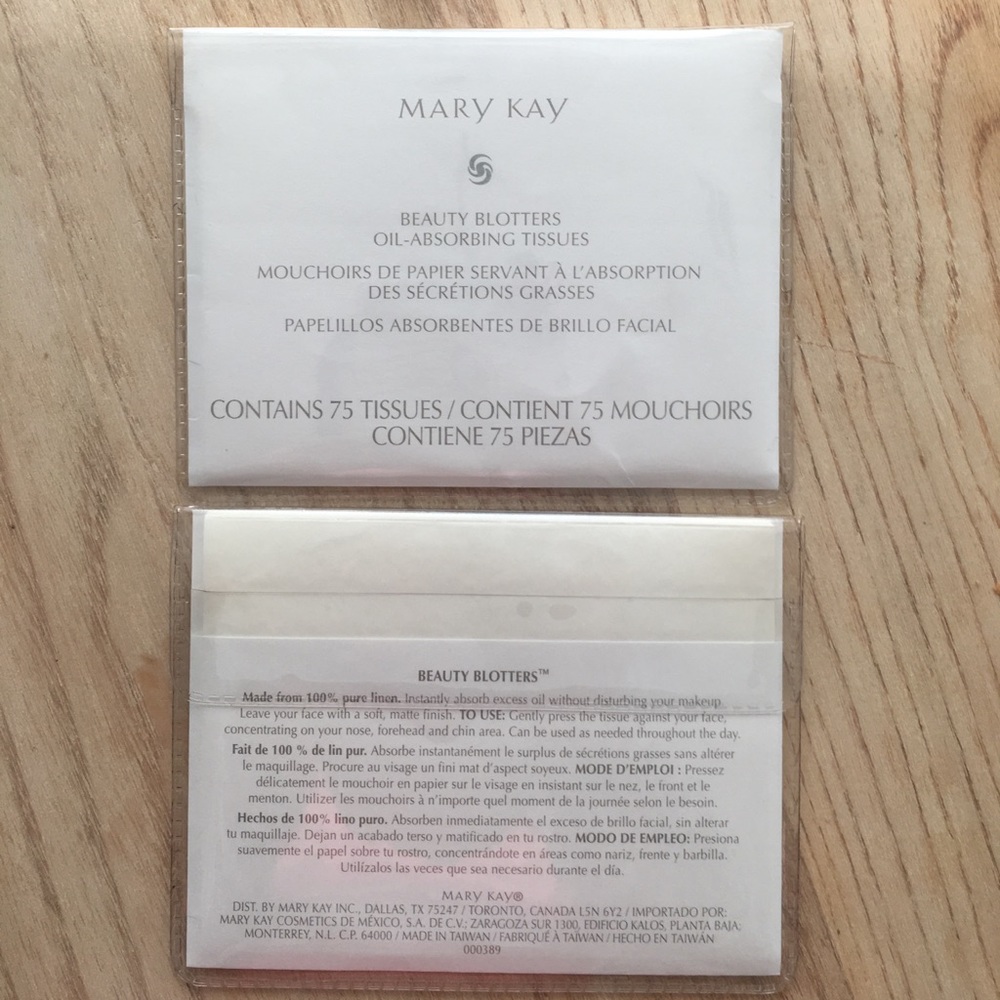 MARY KAY
BEAUTY BLOTTERS
OIL-ABSORBING TISSUES
MOUCHOIRS DE PAPIER SERVANT À L'ABSORPTION
DES SÉCRÉTIONS GRASSES
PAPELILLOS ABSORBENTES DE BRILLO FACIAL
CONTAINS 75 TISSUES / CONTIENT 75 MOUCHOIRS
CONTIENE 75 PIEZAS
BEAUTY BLOTTERS™
Made from 100% pure linen. Instantly absorb excess oil without disturbing your makeup.
Leave your face with a soft, matte finish. TO USE: Gently press the tissue against your face,
concentrating on your nose, forehead and chin area. Can be used as needed throughout the day.
Fait de 100 % de lin pur. Absorbe instantanément le surplus de sécrétions grasses sans altérer
le maquillage. Procure au visage un fini mat d'aspect soyeux. MODE D'EMPLOI : Pressez
délicatement le mouchoir en papier sur le visage en insistant sur le nez, le front et le
menton. Utilizer les mouchoirs à n'importe quel moment de la journée selon le besoin.
Hechos de 100% lino puro. Absorben inmediatamente el exceso de brillo facial, sin alterar
tu maquillaje. Dejan un acabado terso y matificado en tu rostro. MODO DE EMPLEO: Presiona
suavemente el papel sobre tu rostro, concentrándote en áreas como nariz, frente y barbilla.
Utilízalos las veces que sea necesario durante el día.
MARY KAY®
DIST. BY MARY KAY INC., DALLAS, TX 75247 / TORONTO, CANADA L5N 6Y2 / IMPORTADO POR:
MARY KAY COSMETICS DE MÉXICO, S.A. DE C.V.; ZARAGOZA SUR 1300, EDIFICIO KALOS, PLANTA BAJA;
MONTERREY, N.L. C.P. 64000 / MADE IN TAIWAN / FABRIQUÉ À TAÏWAN / HECHO EN TAIWÁN
000389